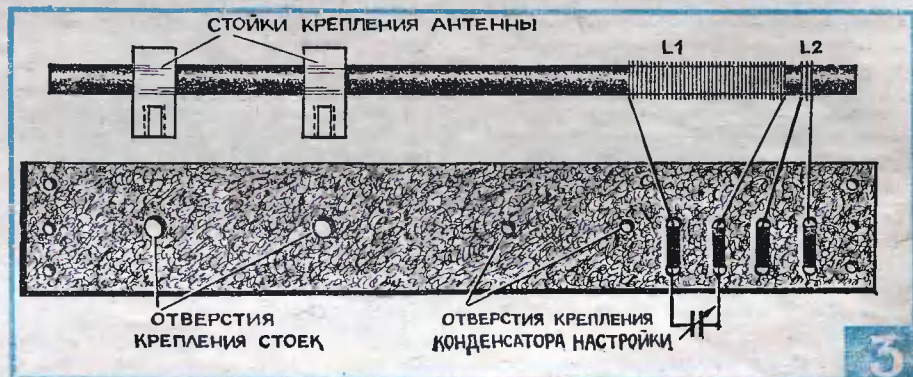 СТОЙКИ КРЕПЛЕНИЯ АНТЕННЫ
L1 L2
ОТВЕРСТИЯ
КРЕПЛЕНИЯ СТОЕК
ОТВЕРСТИЯ КРЕПЛЕНИЯ
КОНДЕНСАТОРА НАСТРОЙКИ
3